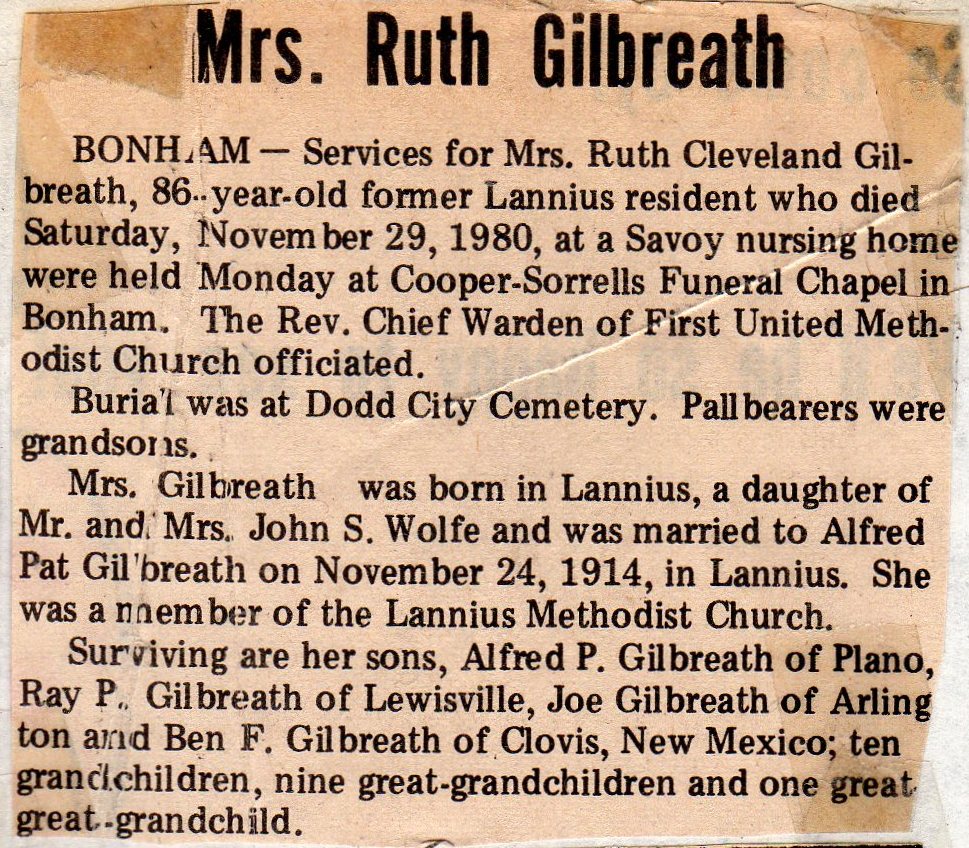 Mrs. Ruth Gilbreath
BONHAM — Services for Mrs. Ruth Cleveland Gil-
breath, 86-year-old former Lannius resident who died
Saturday, November 29, 1980, at a Savoy nursing home
were held Monday at Cooper-Sorrells Funeral Chapel in
Bonham. The Rev. Chief Warden of First United Meth-
odist Church officiated.
Burial was at Dodd City Cemetery. Pallbearers were
grandsons.
Mrs. Gilbreath was born in Lannius, a daughter of
Mr. and Mrs. John S. Wolfe and was married to Alfred
Pat Gilbreath on November 24, 1914, in Lannius. She
was a member of the Lannius Methodist Church.
Surviving are her sons, Alfred P. Gilbreath of Plano,
Ray P. Gilbreath of Lewisville, Joe Gilbreath of Arling
ton and Ben F. Gilbreath of Clovis, New Mexico; ten
grandchildren, nine great-grandchildren and one great
great-grandchild.